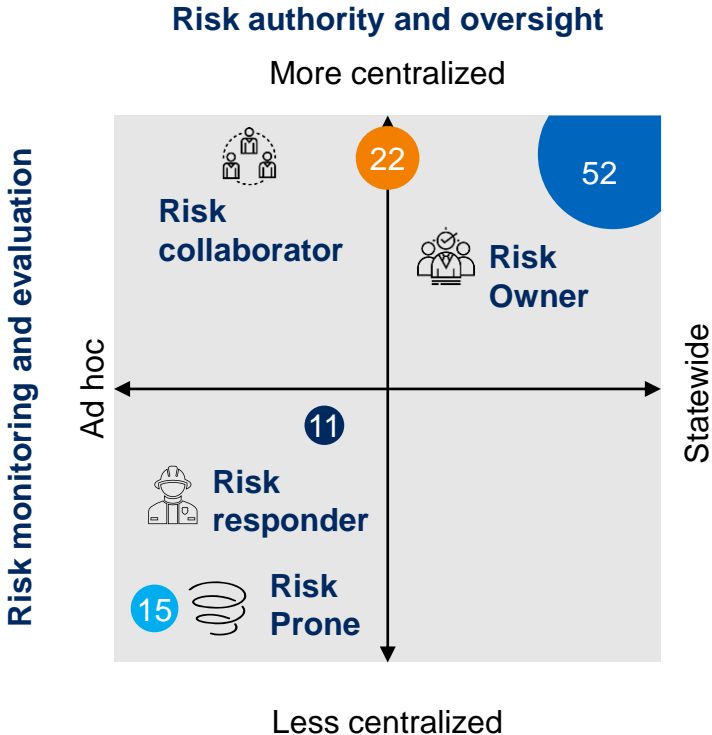 Risk authority and oversight
More centralized
Risk monitoring and evaluation
Ad hoc
Statewide
22
52
Risk
collaborator
Risk
Owner
11
Risk
responder
15
Risk
Prone
Less centralized